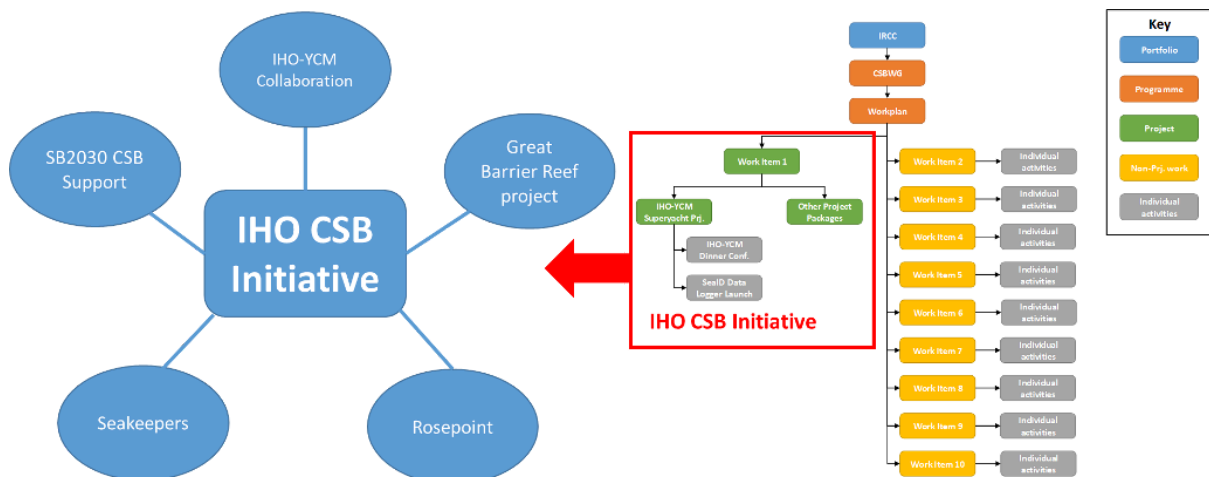 IHO-YCM
Collaboration
SB2030 CSB
Support
Great
Barrier Reef
project
IHO CSB
Initiative
Seakeepers
Rosepoint
IRCC
CSBWG
Workplan
Work Item 1
IHO-YCM
Superyacht Prj.
Other Project
Packages
IHO-YCM
Dinner Conf.
SeaID Data
Logger Launch
IHO CSB Initiative
Work Item 2
Individual
activities
Work Item 3
Individual
activities
Work Item 4
Individual
activities
Work Item 5
Individual
activities
Work Item 6
Individual
activities
Work Item 7
Individual
activities
Work Item 8
Individual
activities
Work Item 9
Individual
activities
Work Item 10
Individual
activities
Key
Portfolio
Programme
Project
Non-Prj. work
Individual
activities